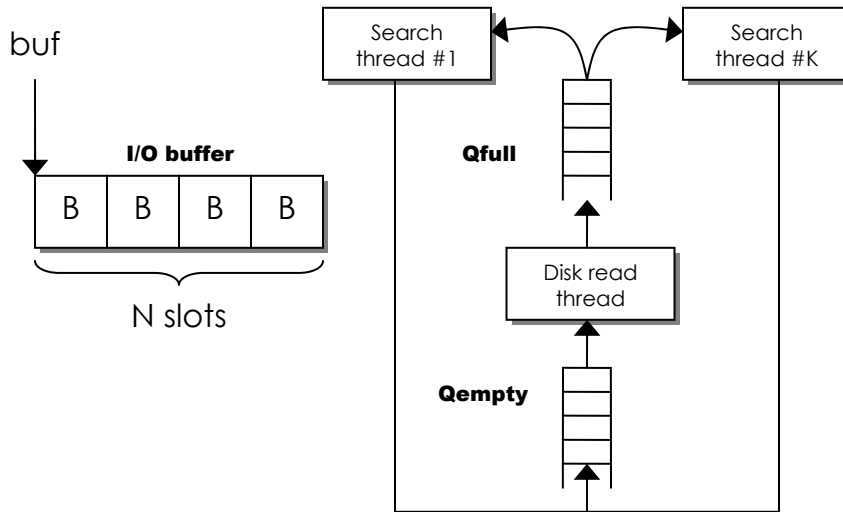 buf
I/O buffer
B B B B
N slots
Search
thread #1
Search
thread #K
Qfull
Disk read
thread
Qempty